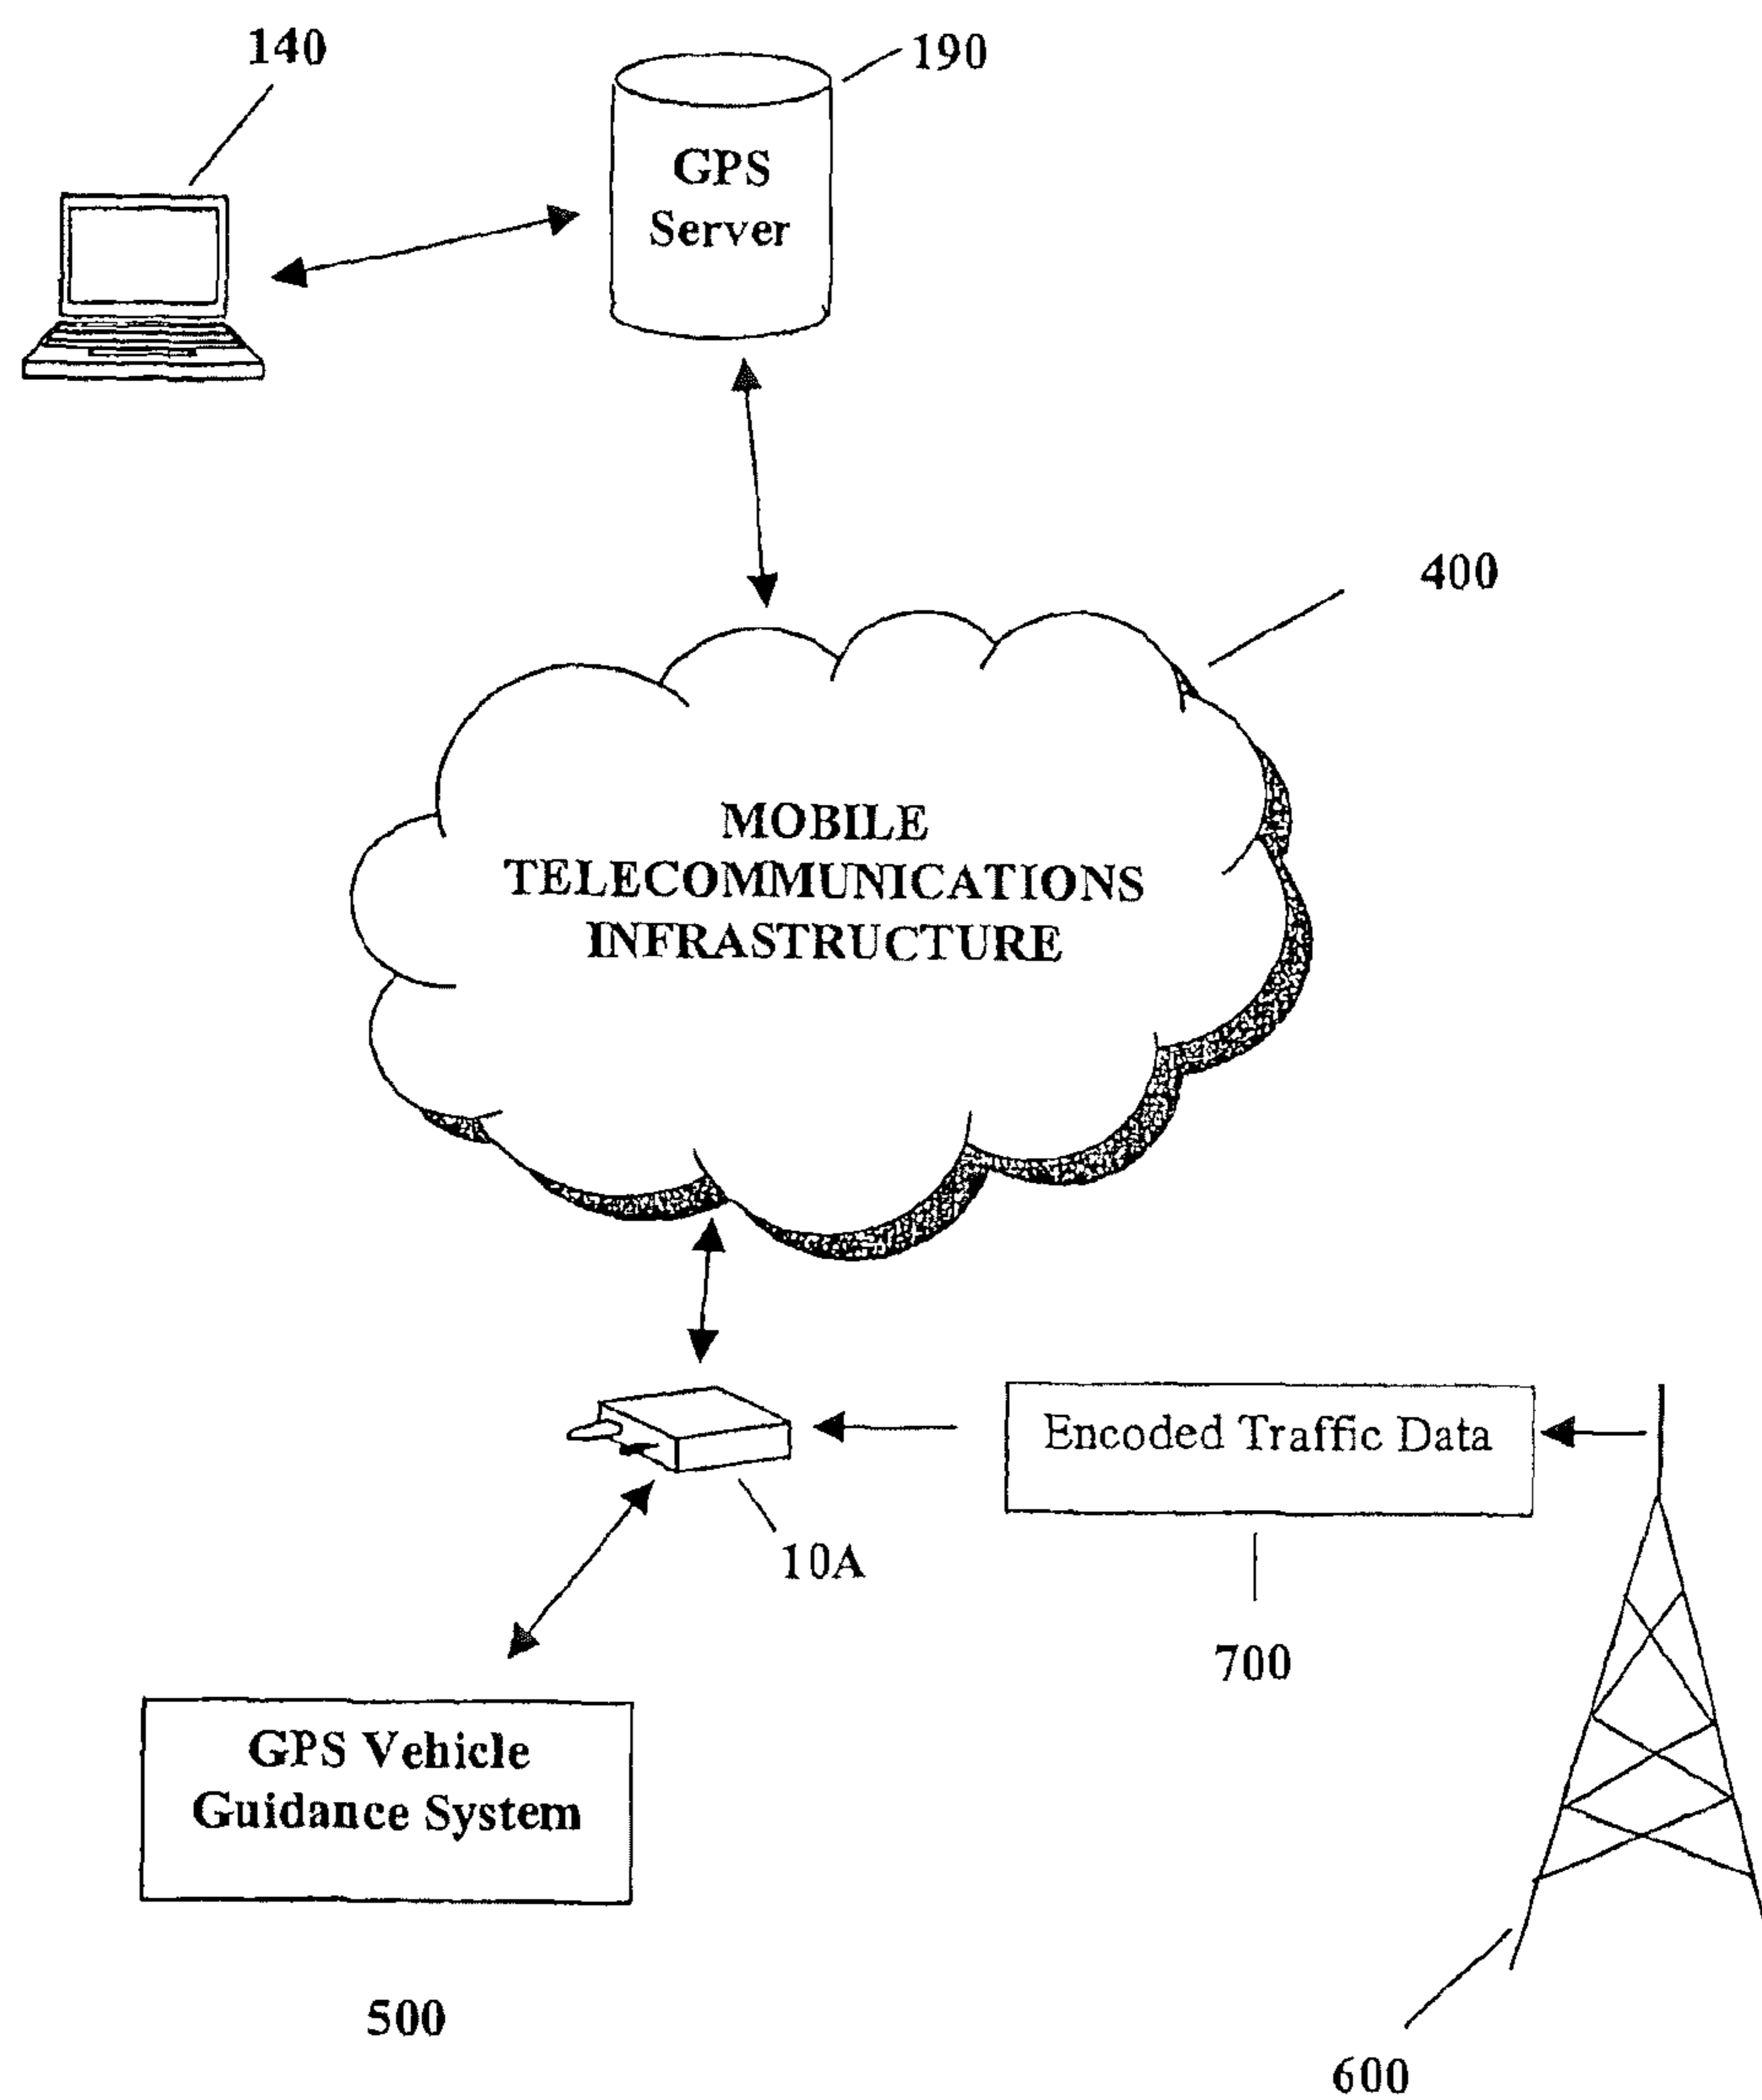 140
190
GPS
Server
400
MOBILE
TELECOMMUNICATIONS
INFRASTRUCTURE
Encoded Traffic Data
10A
700
GPS Vehicle
Guidance System
500
600